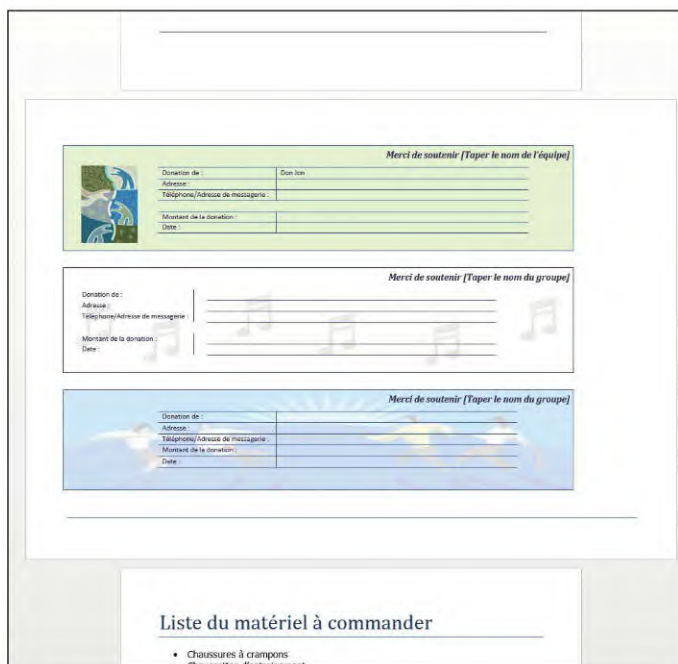 Merci de soutenir [Taper le nom de l'équipe]
Donation de : Don Jon
Adresse :
Téléphone/Adresse de messagerie :
Montant de la donation :
Date :
Merci de soutenir [Taper le nom du groupe]
Donation de :
Adresse :
Téléphone/Adresse de messagerie :
Montant de la donation :
Date :
Merci de soutenir [Taper le nom du groupe]
Donation de :
Adresse :
Téléphone/Adresse de messagerie :
Montant de la donation :
Date :
Liste du matériel à commander
• Chaussures à crampons